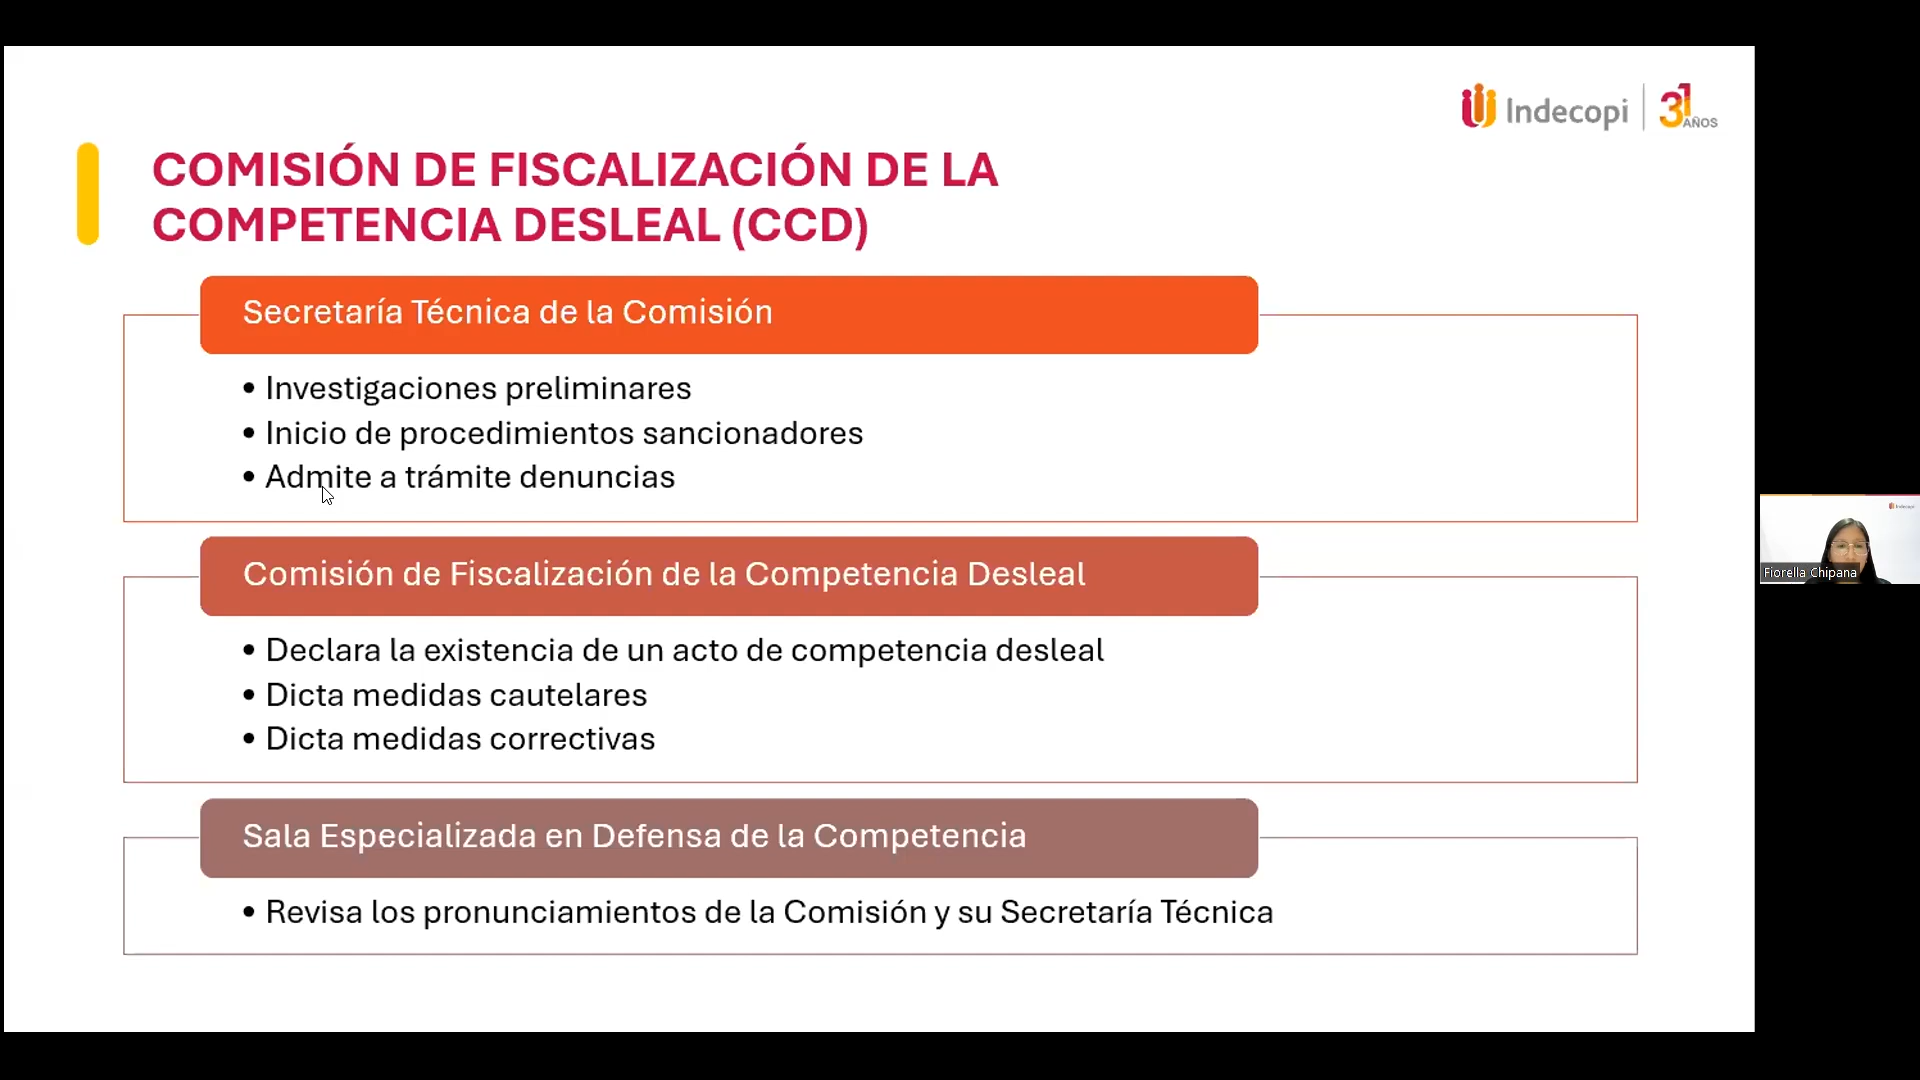 Indecopi
31 AÑOS
COMISIÓN DE FISCALIZACIÓN DE LA
COMPETENCIA DESLEAL (CCD)
Secretaría Técnica de la Comisión
• Investigaciones preliminares
• Inicio de procedimientos sancionadores
• Admite a trámite denuncias
Comisión de Fiscalización de la Competencia Desleal
• Declara la existencia de un acto de competencia desleal
• Dicta medidas cautelares
• Dicta medidas correctivas
Sala Especializada en Defensa de la Competencia
• Revisa los pronunciamientos de la Comisión y su Secretaría Técnica
Indecopi
Fiorella Chipana